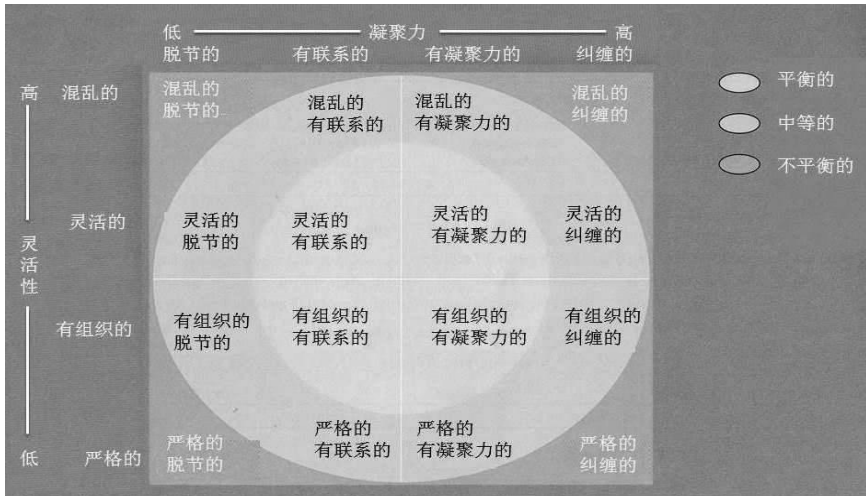 低 凝聚力 高
脱节的 有联系的 有凝聚力的 纠缠的
高 混乱的
灵活的
灵活性
有组织的
低 严格的
混乱的
脱节的
混乱的
有联系的
混乱的
有凝聚力的
混乱的
纠缠的
灵活的
脱节的
灵活的
有联系的
灵活的
有凝聚力的
灵活的
纠缠的
有组织的
脱节的
有组织的
有联系的
有组织的
有凝聚力的
有组织的
纠缠的
严格的
脱节的
严格的
有联系的
严格的
有凝聚力的
严格的
纠缠的
平衡的
中等的
不平衡的